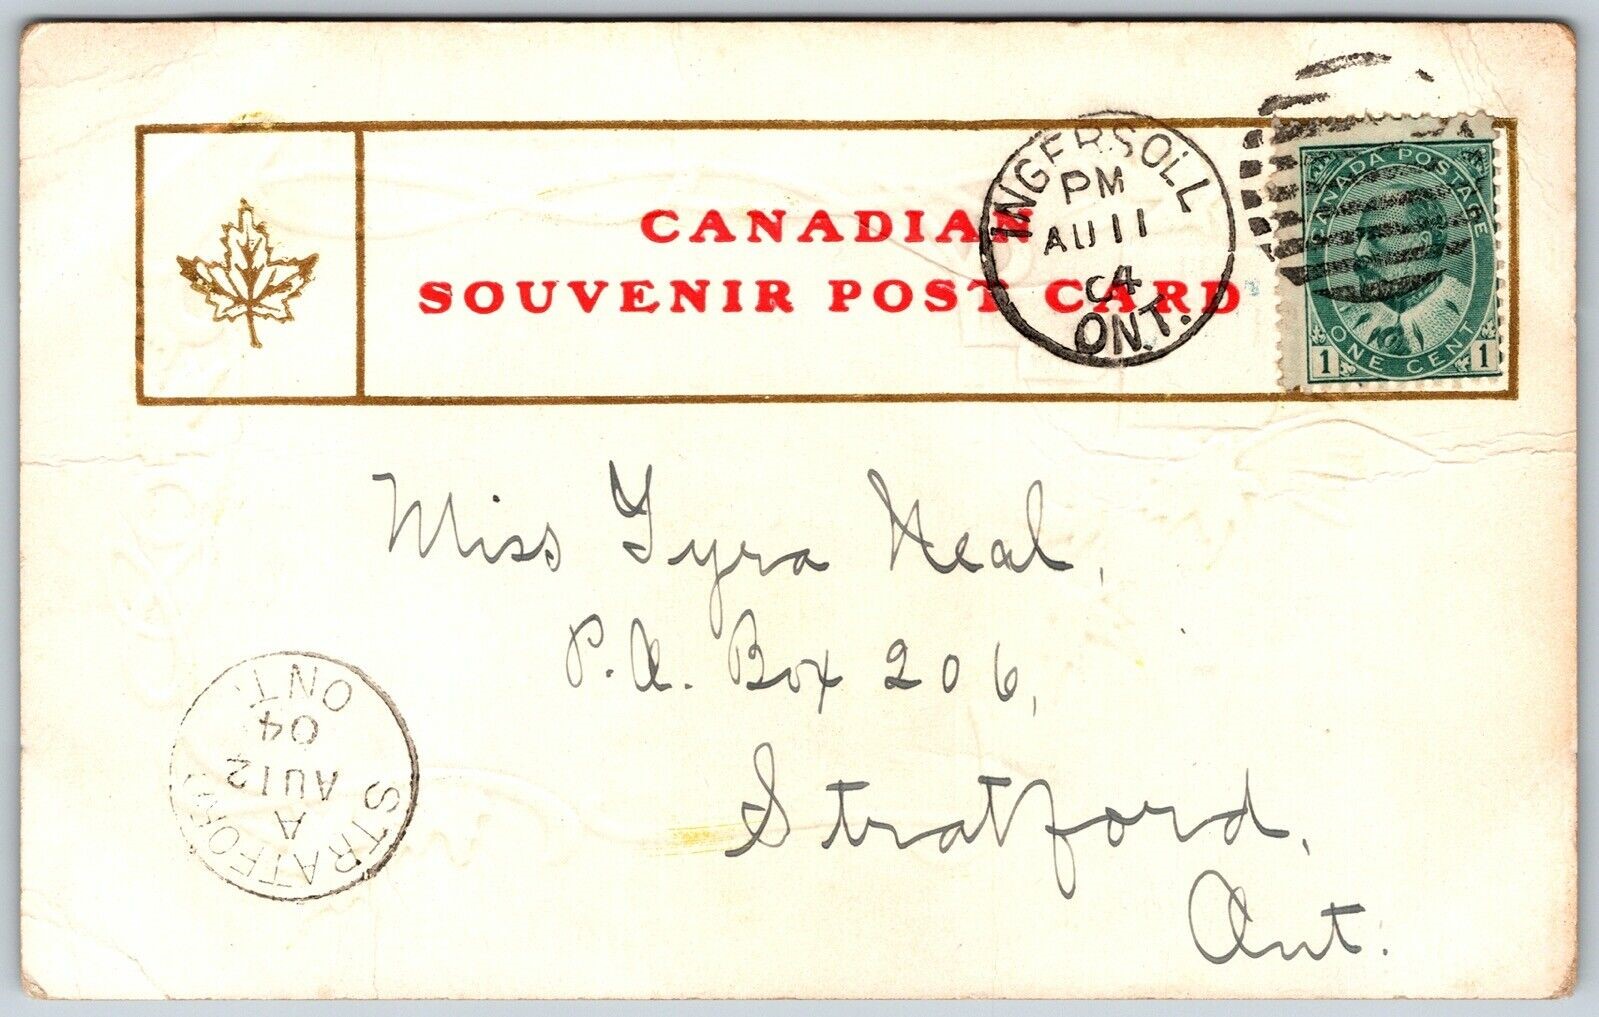 CANADIAN
SOUVENIR POST CARD
INGERSOLL
PM
AU 11
04
ONT.
CANADA POSTAGE
1 ONE CENT 1
Miss Tyra Neal,
P.O. Box 206,
Stratford,
Ont.
STRATFORD
A
AU 12
04
ONT.